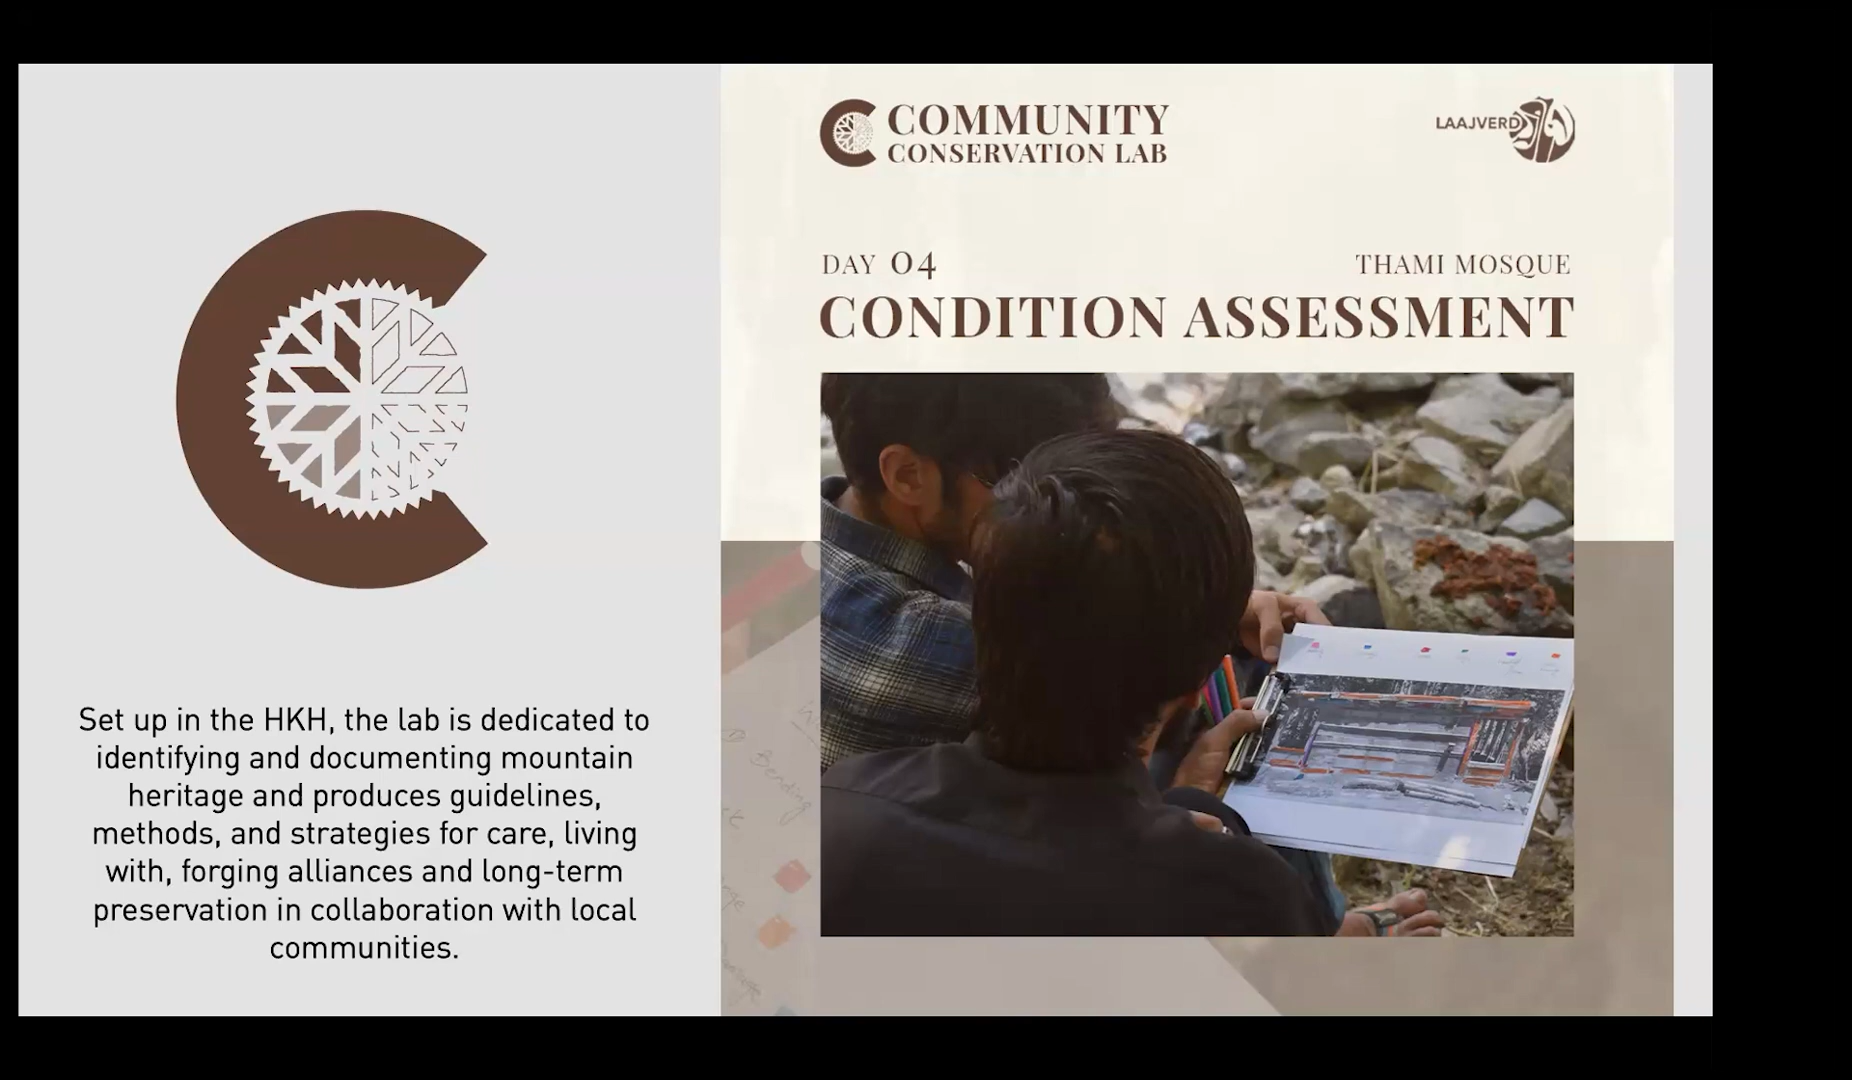 Set up in the HKH, the lab is dedicated to
identifying and documenting mountain
heritage and produces guidelines,
methods, and strategies for care, living
with, forging alliances and long-term
preservation in collaboration with local
communities.
COMMUNITY
CONSERVATION LAB
LAAJVERD
DAY 04
THAMI MOSQUE
CONDITION ASSESSMENT
Bending